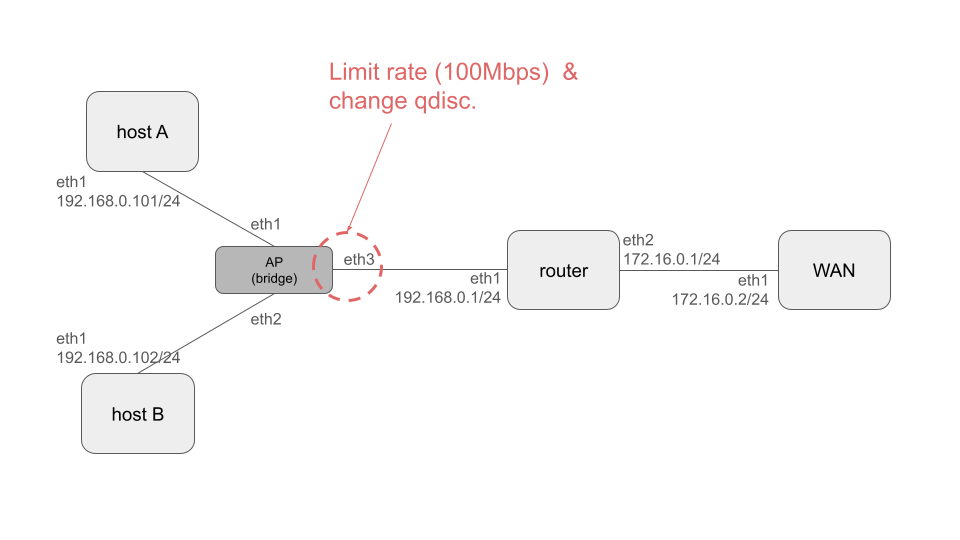 Limit rate (100Mbps)  &
change qdisc.
host A
eth1
192.168.0.101/24
eth1
AP
(bridge)
eth3
eth2
eth1
192.168.0.102/24
host B
eth1
192.168.0.1/24
router
eth2
172.16.0.1/24
eth1
172.16.0.2/24
WAN